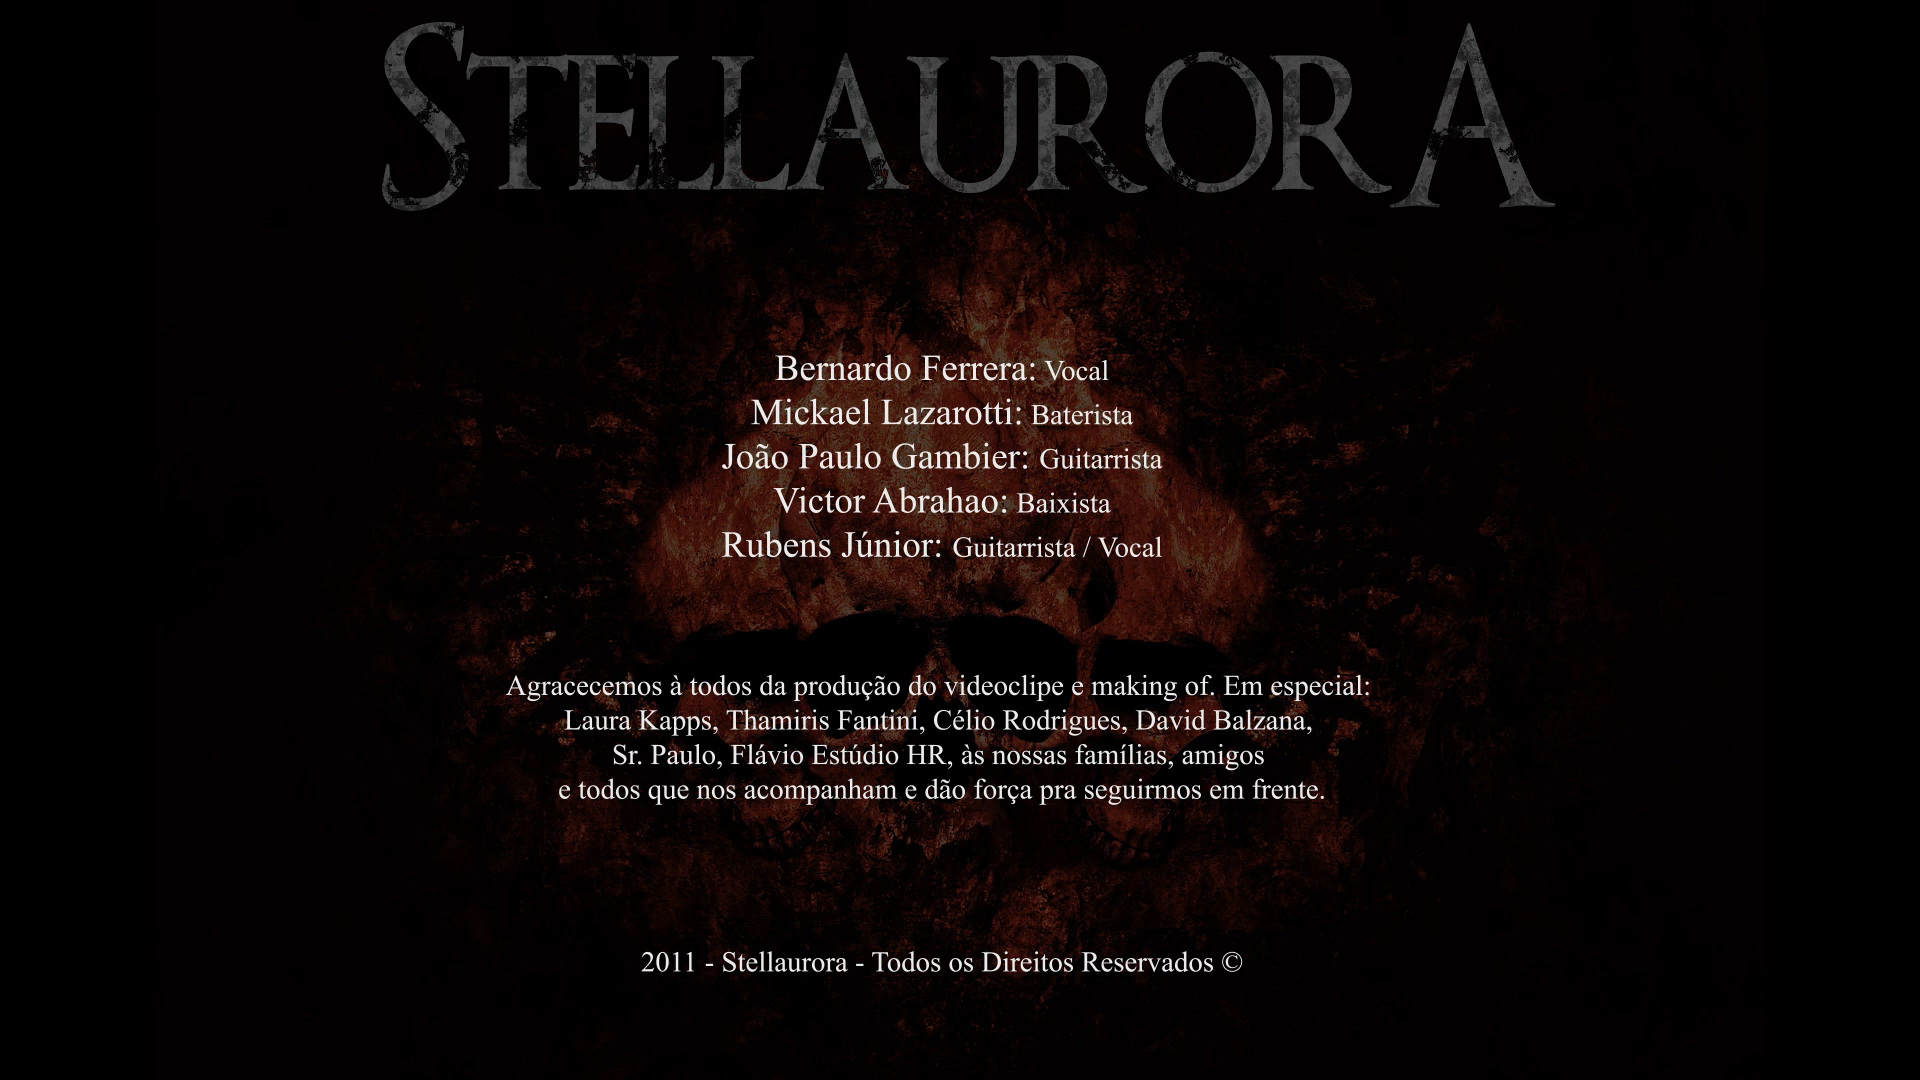 STELLAURORA
Bernardo Ferrera: Vocal
Mickael Lazarotti: Baterista
João Paulo Gambier: Guitarrista
Victor Abrahao: Baixista
Rubens Júnior: Guitarrista / Vocal
Agracecemos à todos da produção do videoclipe e making of. Em especial:
Laura Kapps, Thamiris Fantini, Célio Rodrigues, David Balzana,
Sr. Paulo, Flávio Estúdio HR, às nossas famílias, amigos
e todos que nos acompanham e dão força pra seguirmos em frente.
2011 - Stellaurora - Todos os Direitos Reservados ©